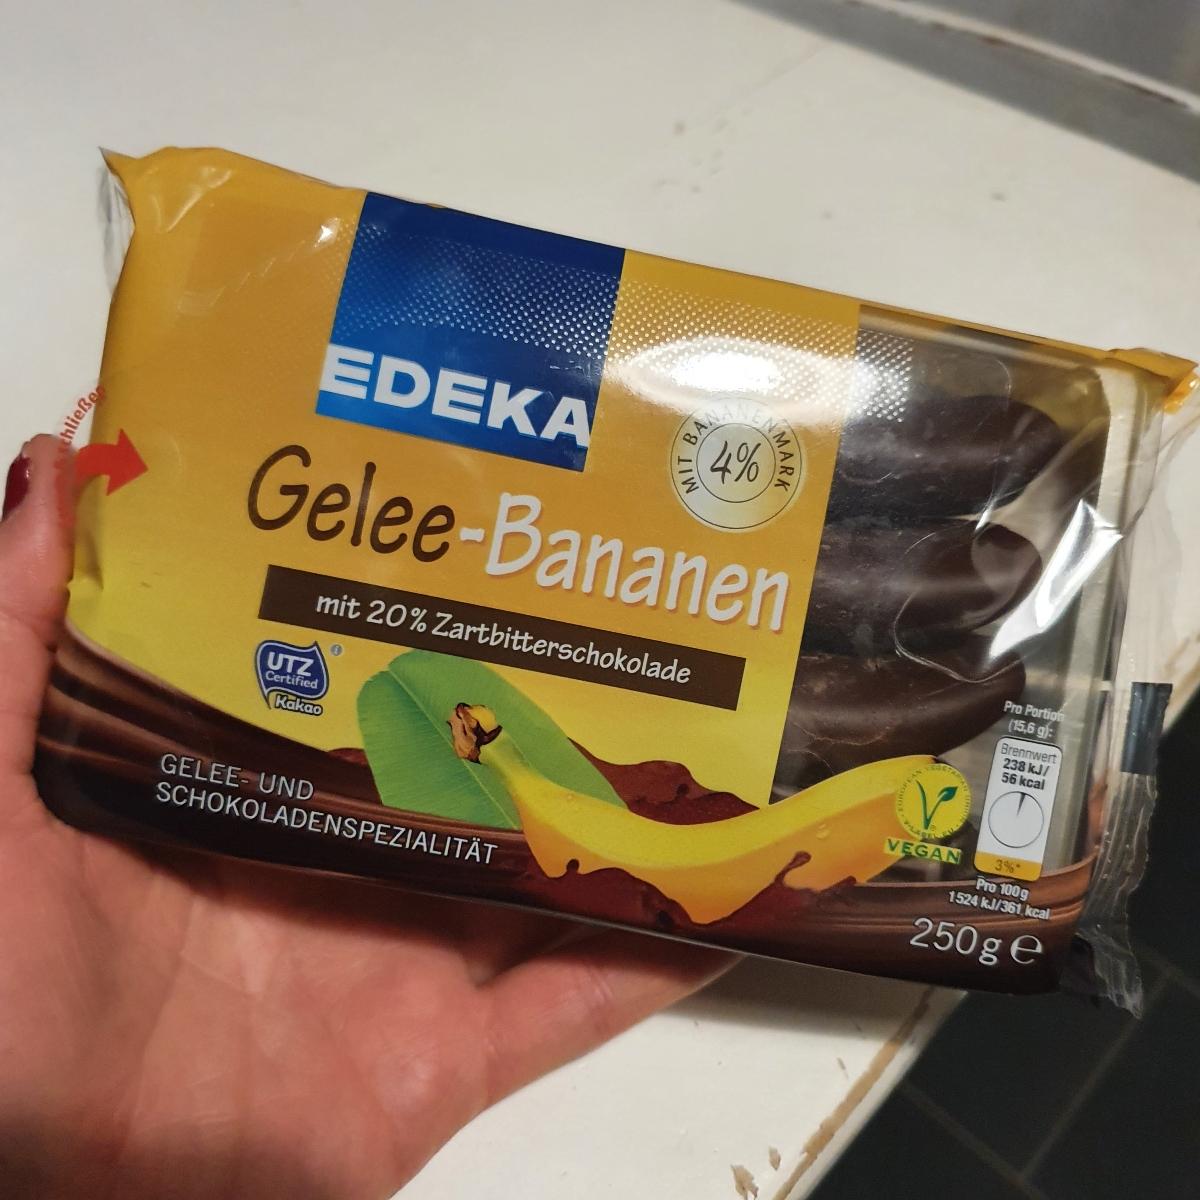 EDEKA
MIT BANANENMARK
4%
Gelee-Bananen
mit 20% Zartbitterschokolade
UTZ
Certified
Kakao
GELEE- UND
SCHOKOLADENSPEZIALITÄT
VEGAN
Pro Portion
(15,6 g):
Brennwert
238 kJ/
56 kcal
3%*
Pro 100g
1524 kJ/361 kcal
250g e